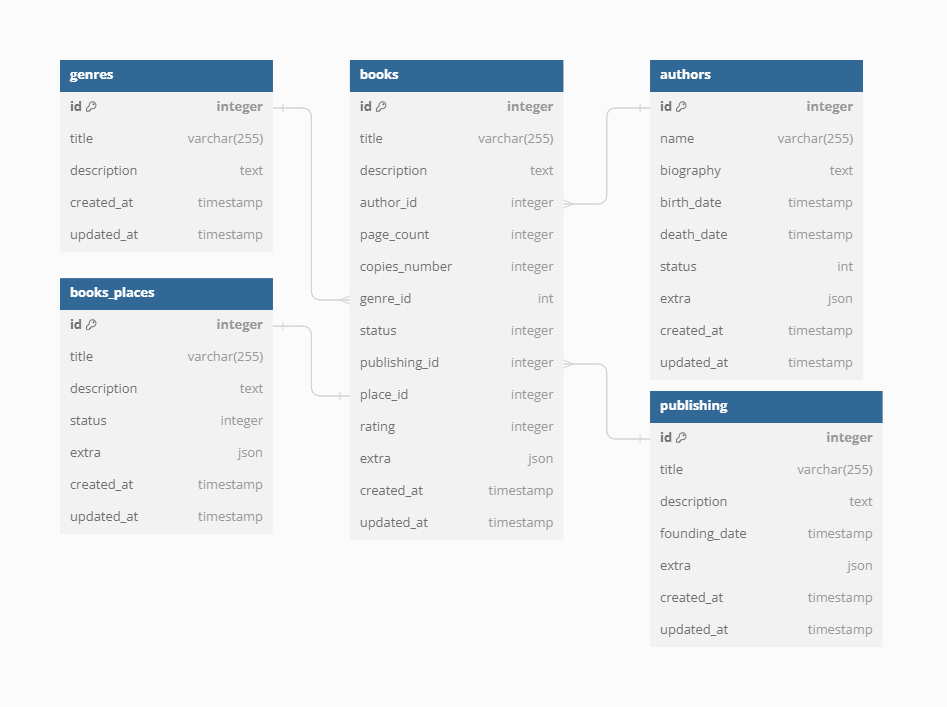 genres
id integer
title varchar(255)
description text
created_at timestamp
updated_at timestamp
books_places
id integer
title varchar(255)
description text
status integer
extra json
created_at timestamp
updated_at timestamp
books
id integer
title varchar(255)
description text
author_id integer
page_count integer
copies_number integer
genre_id int
status integer
publishing_id integer
place_id integer
rating integer
extra json
created_at timestamp
updated_at timestamp
authors
id integer
name varchar(255)
biography text
birth_date timestamp
death_date timestamp
status int
extra json
created_at timestamp
updated_at timestamp
publishing
id integer
title varchar(255)
description text
founding_date timestamp
extra json
created_at timestamp
updated_at timestamp